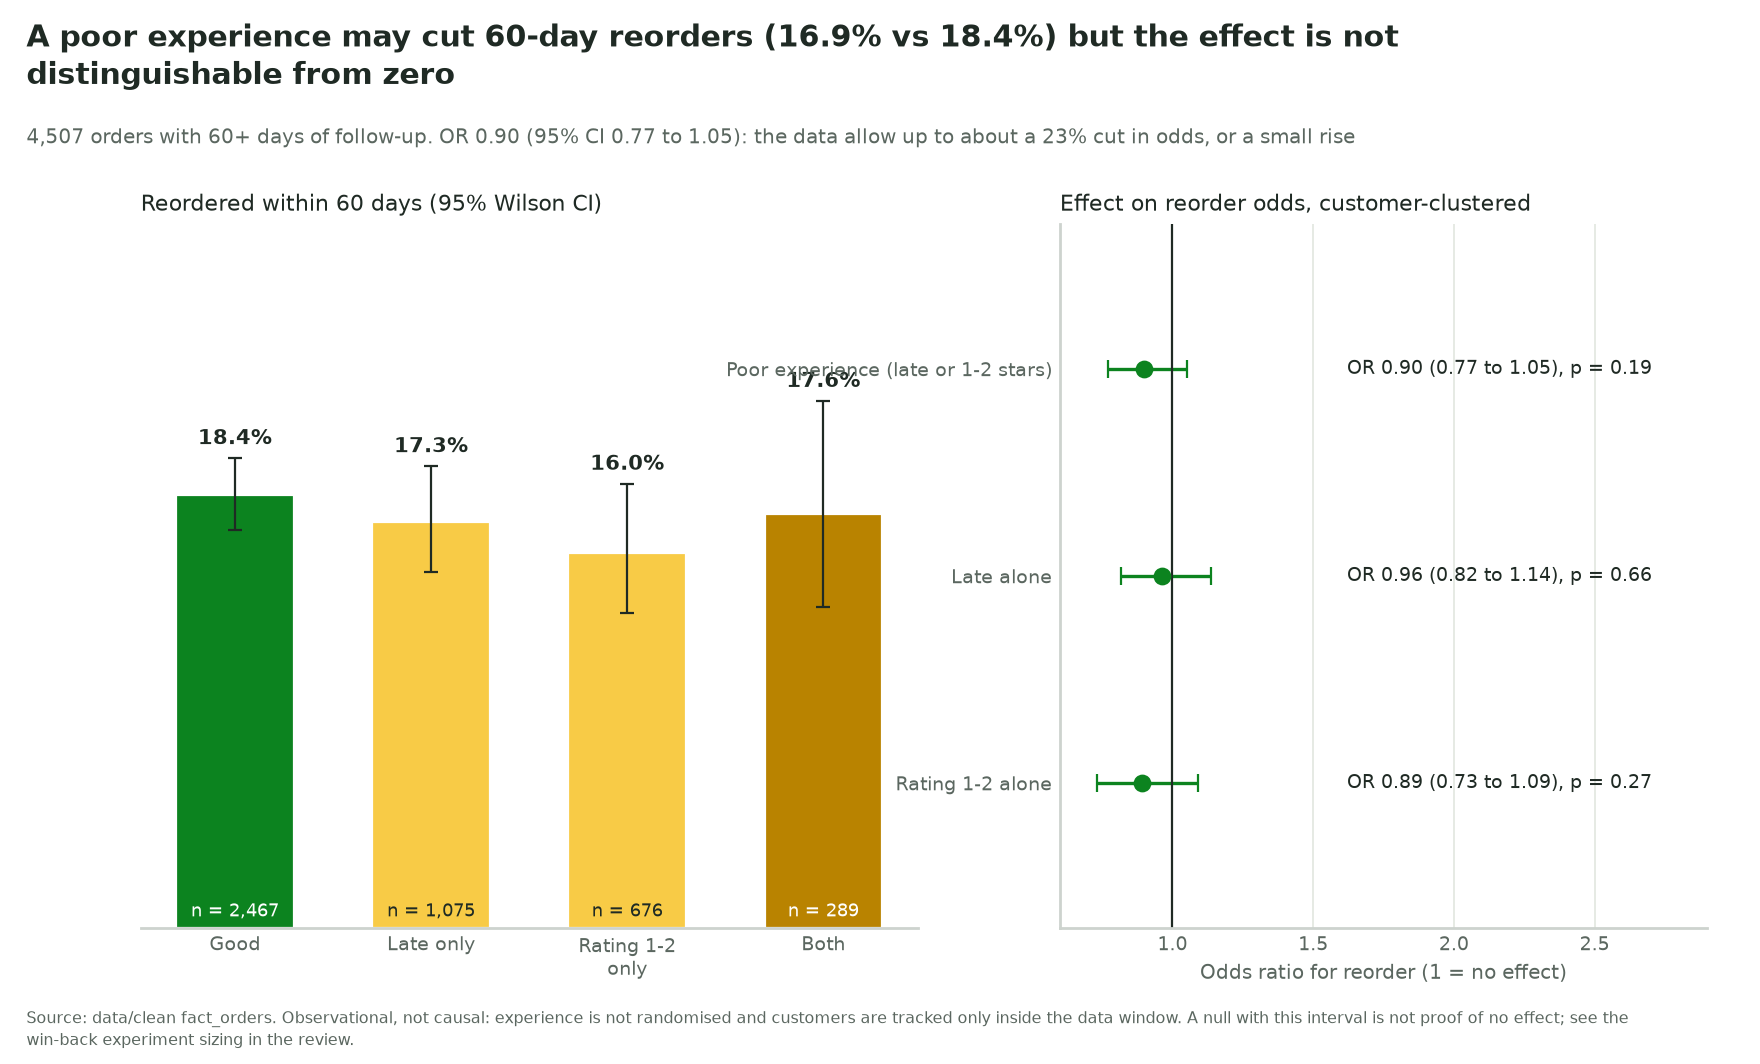 A poor experience may cut 60-day reorders (16.9% vs 18.4%) but the effect is not
distinguishable from zero
4,507 orders with 60+ days of follow-up. OR 0.90 (95% CI 0.77 to 1.05): the data allow up to about a 23% cut in odds, or a small rise
Reordered within 60 days (95% Wilson CI)
18.4%
17.3%
16.0%
17.6%
n = 2,467
n = 1,075
n = 676
n = 289
Good
Late only
Rating 1-2
only
Both
Effect on reorder odds, customer-clustered
Poor experience (late or 1-2 stars)
OR 0.90 (0.77 to 1.05), p = 0.19
Late alone
OR 0.96 (0.82 to 1.14), p = 0.66
Rating 1-2 alone
OR 0.89 (0.73 to 1.09), p = 0.27
1.0
1.5
2.0
2.5
Odds ratio for reorder (1 = no effect)
Source: data/clean fact_orders. Observational, not causal: experience is not randomised and customers are tracked only inside the data window. A null with this interval is not proof of no effect; see the
win-back experiment sizing in the review.